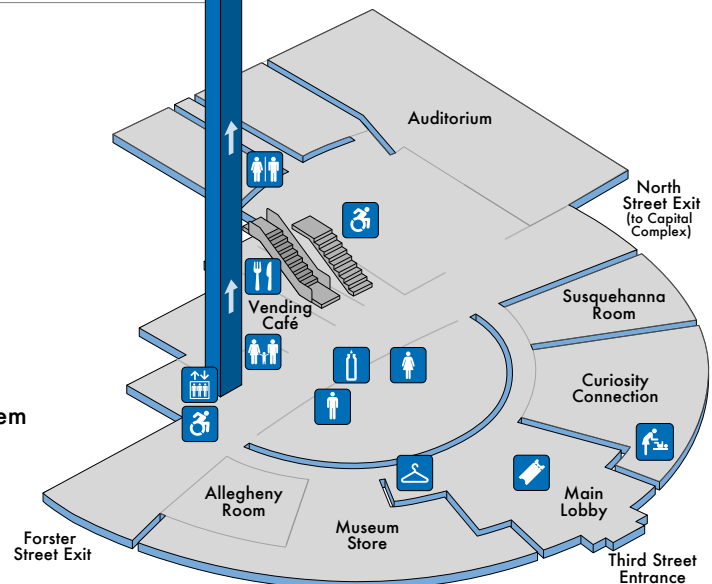 Auditorium
North
Street Exit
(to Capital
Complex)
Susquehanna
Room
Vending
Café
Curiosity
Connection
em
Allegheny
Room
Main
Lobby
Museum
Store
Forster
Street Exit
Third Street
Entrance